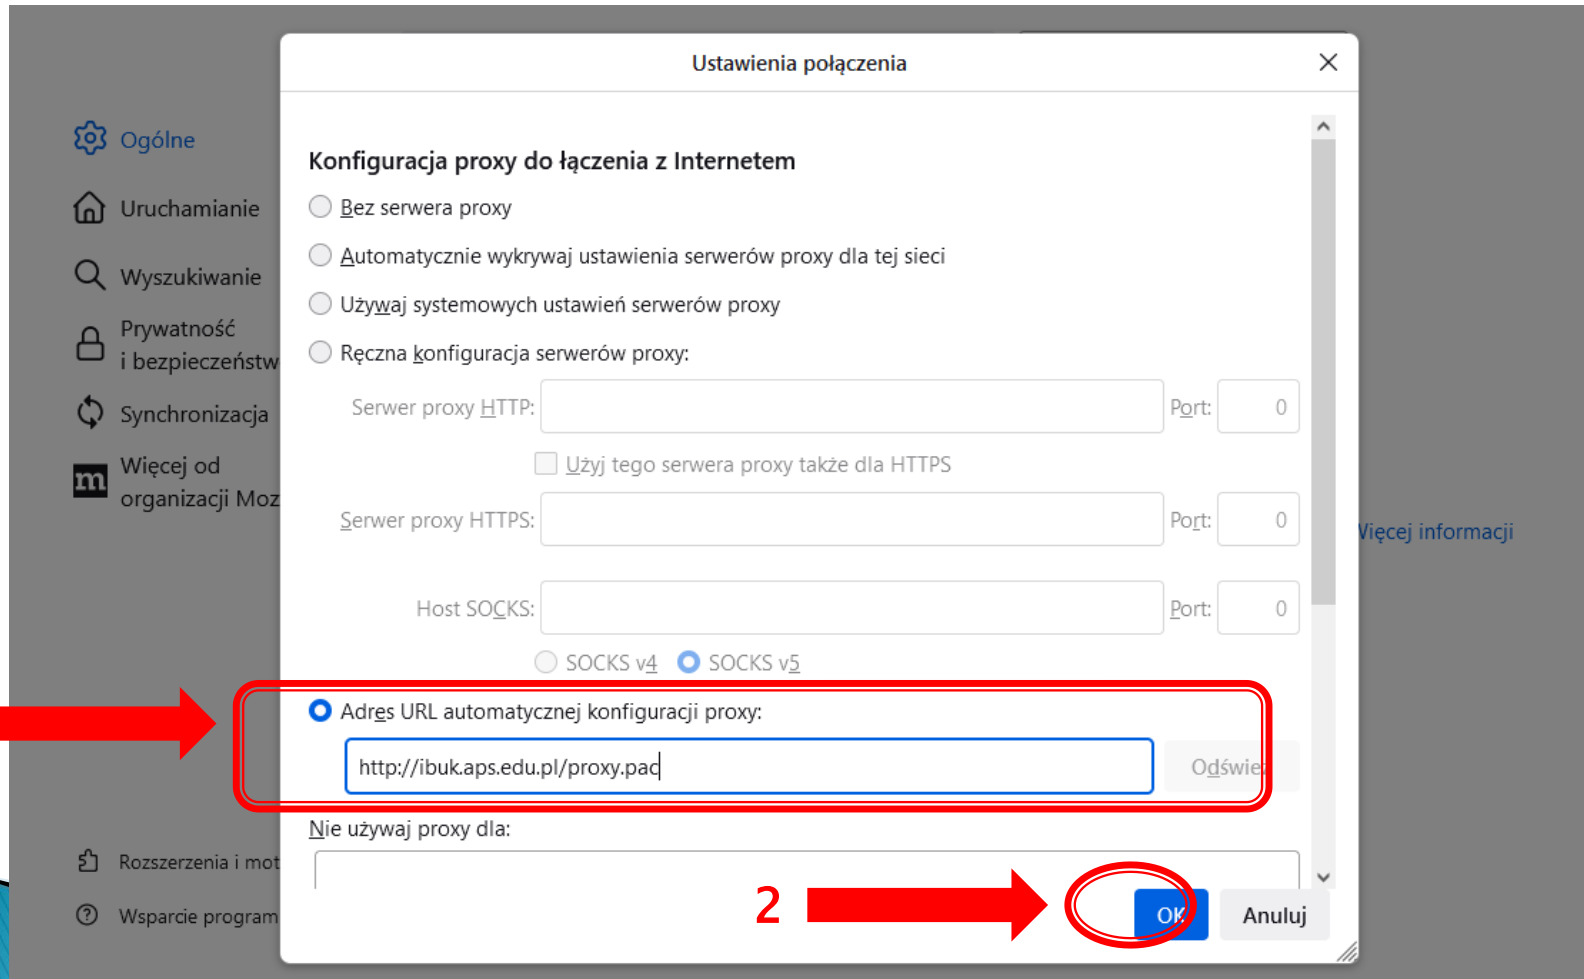 Ustawienia połączenia
Ogólne
Uruchamianie
Wyszukiwanie
Prywatność
i bezpieczeństw
Synchronizacja
Więcej od
organizacji Moz
Rozszerzenia i mot
Wsparcie program
Konfiguracja proxy do łączenia z Internetem
Bez serwera proxy
Automatycznie wykrywaj ustawienia serwerów proxy dla tej sieci
Używaj systemowych ustawień serwerów proxy
Ręczna konfiguracja serwerów proxy:
Serwer proxy HTTP: Port: 0
Użyj tego serwera proxy także dla HTTPS
Serwer proxy HTTPS: Port: 0
Host SOCKS: Port: 0
SOCKS v4 SOCKS v5
Adres URL automatycznej konfiguracji proxy:
http://ibuk.aps.edu.pl/proxy.pac Odśwież
Nie używaj proxy dla:
2 OK Anuluj
Więcej informacji